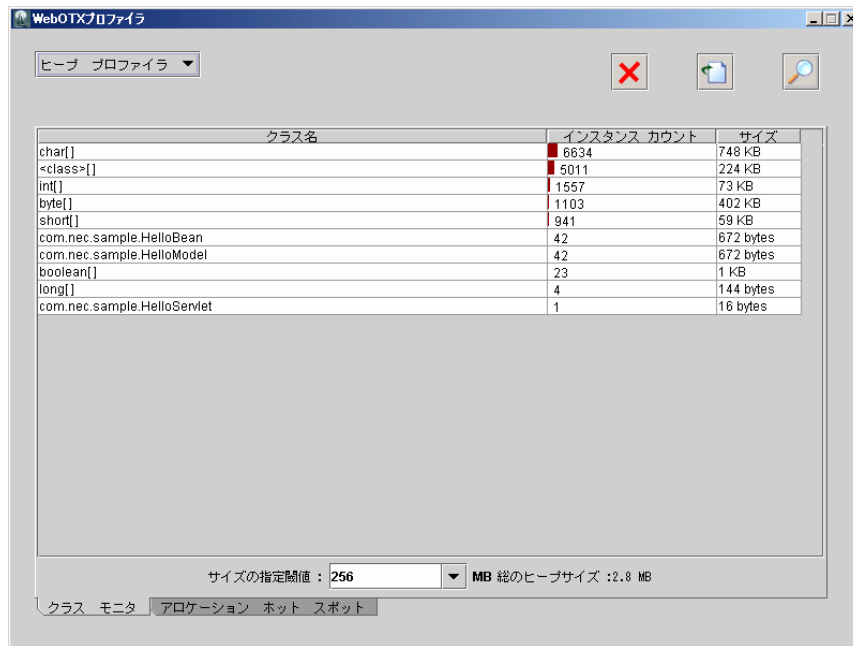 WebOTXプロファイラ
ヒープ プロファイラ
クラス名 インスタンス カウント サイズ
char[] 6634 748 KB
<class>[] 5011 224 KB
int[] 1557 73 KB
byte[] 1103 402 KB
short[] 941 59 KB
com.nec.sample.HelloBean 42 672 bytes
com.nec.sample.HelloModel 42 672 bytes
boolean[] 23 1 KB
long[] 4 144 bytes
com.nec.sample.HelloServlet 1 16 bytes
サイズの指定閾値 : 256 MB 総のヒープサイズ :2.8 MB
クラス モニタ アロケーション ホット スポット